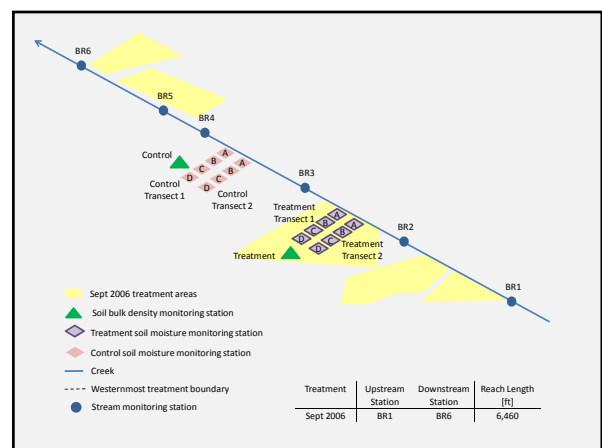 BR6
BR5
BR4
Control
A
B
A
C
B
D
C
Control
Transect 1
D
Control
Transect 2
BR3
Treatment
Transect 1
A
B
A
C
B
D
C
D
Treatment
Transect 2
Treatment
BR2
BR1
Sept 2006 treatment areas
Soil bulk density monitoring station
Treatment soil moisture monitoring station
Control soil moisture monitoring station
Creek
Westernmost treatment boundary
Stream monitoring station
Treatment Upstream Downstream Reach Length
Station Station [ft]
Sept 2006 BR1 BR6 6,460